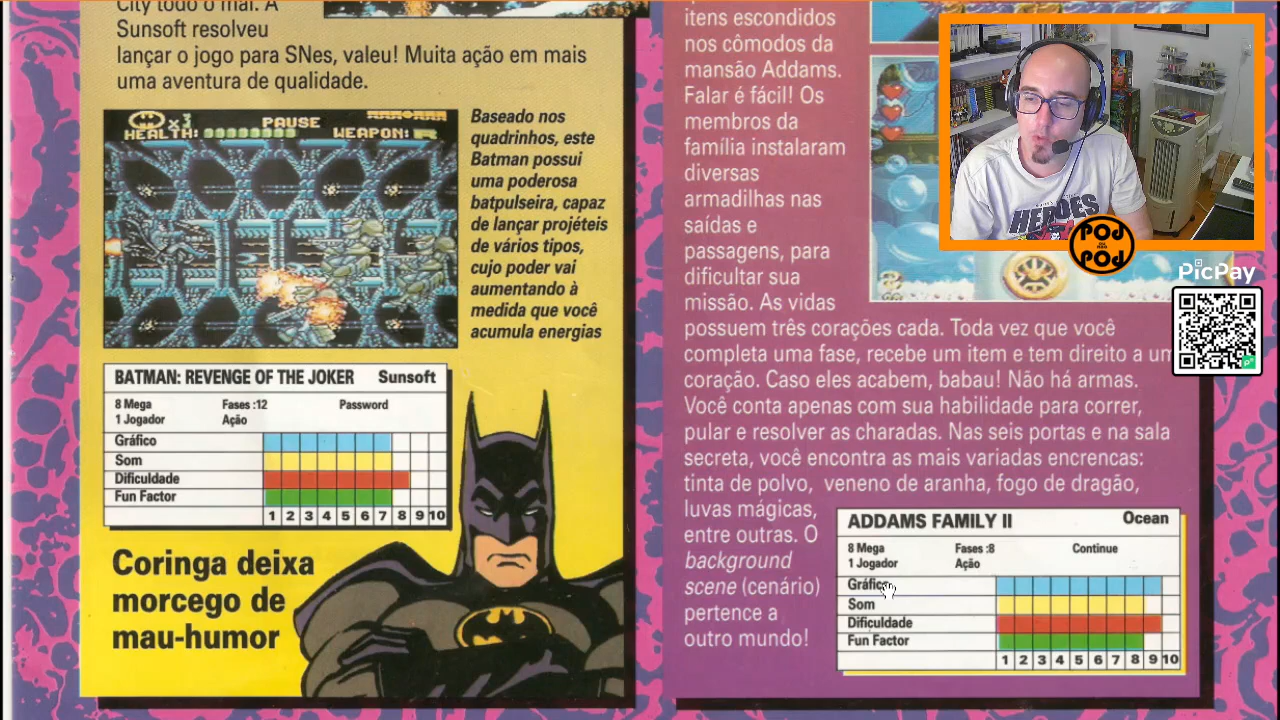 City todo o mal. A
Sunsoft resolveu
lançar o jogo para SNes, valeu! Muita ação em mais
uma aventura de qualidade.
x3
PAUSE
HEALTH:
WEAPON:
Baseado nos
quadrinhos, este
Batman possui
uma poderosa
batpulseira, capaz
de lançar projéteis
de vários tipos,
cujo poder vai
aumentando à
medida que você
acumula energias
BATMAN: REVENGE OF THE JOKER Sunsoft
8 Mega Fases :12 Password
1 Jogador Ação
Gráfico
Som
Dificuldade
Fun Factor
1 2 3 4 5 6 7 8 9 10
Coringa deixa
morcego de
mau-humor
itens escondidos
nos cômodos da
mansão Addams.
Falar é fácil! Os
membros da
família instalaram
diversas
armadilhas nas
saídas e
passagens, para
dificultar sua
missão. As vidas
possuem três corações cada. Toda vez que você
completa uma fase, recebe um item e tem direito a um
coração. Caso eles acabem, babau! Não há armas.
Você conta apenas com sua habilidade para correr,
pular e resolver as charadas. Nas seis portas e na sala
secreta, você encontra as mais variadas encrencas:
tinta de polvo, veneno de aranha, fogo de dragão,
luvas mágicas,
entre outras. O
background
scene (cenário)
pertence a
outro mundo!
ADDAMS FAMILY II Ocean
8 Mega Fases :8 Continue
1 Jogador Ação
Gráfico
Som
Dificuldade
Fun Factor
1 2 3 4 5 6 7 8 9 10
HEROES
POD
POD
PicPay